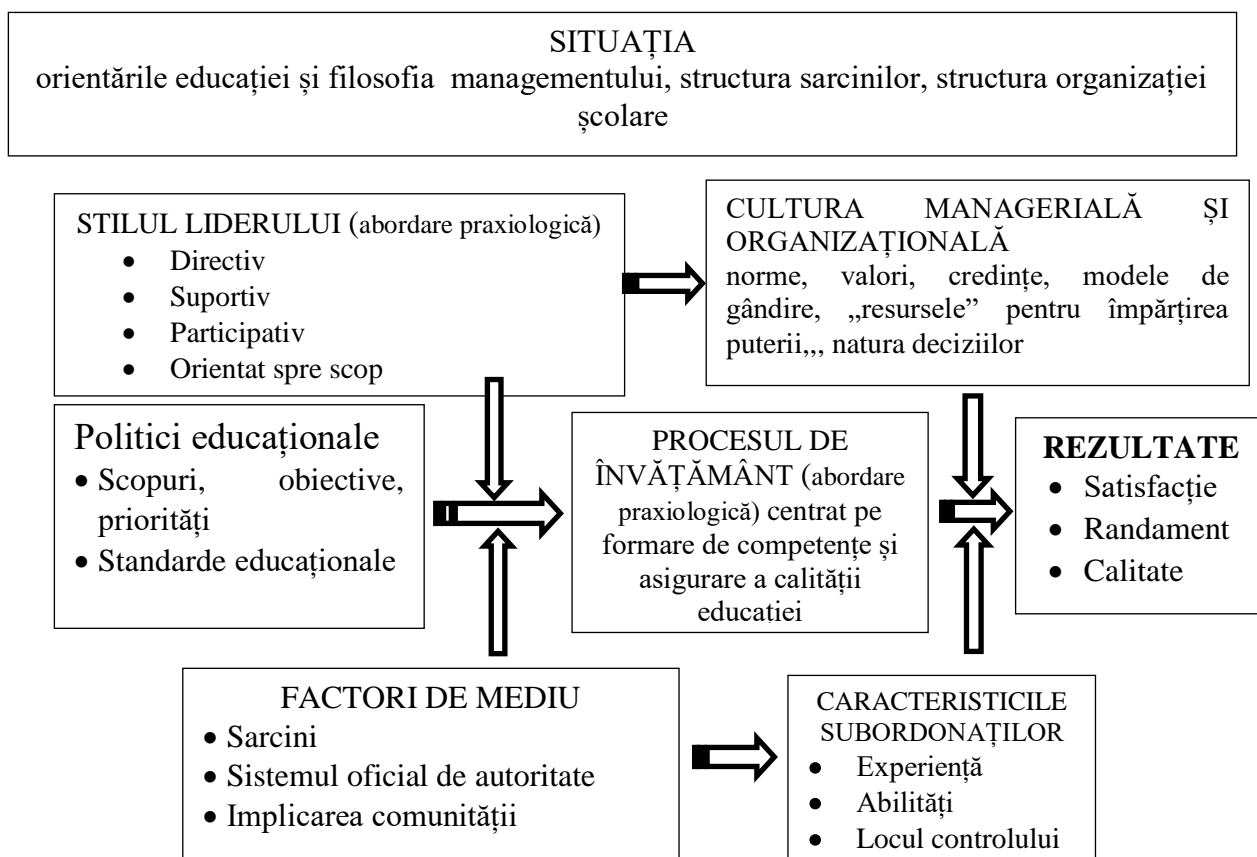 SITUAȚIA
orientările educației și filosofia managementului, structura sarcinilor, structura organizației
școlare
STILUL LIDERULUI (abordare praxiologică)
• Directiv
• Suportiv
• Participativ
• Orientat spre scop
CULTURA MANAGERIALĂ ȘI
ORGANIZAȚIONALĂ
norme, valori, credințe, modele de
gândire, „resursele” pentru împărțirea
puterii,,, natura deciziilor
Politici educaționale
• Scopuri, obiective,
priorități
• Standarde educaționale
PROCESUL DE
ÎNVĂȚĂMÂNT (abordare
praxiologică) centrat pe
formare de competențe și
asigurare a calității
educației
REZULTATE
• Satisfacție
• Randament
• Calitate
FACTORI DE MEDIU
• Sarcini
• Sistemul oficial de autoritate
• Implicarea comunității
CARACTERISTICILE
SUBORDONAȚILOR
• Experiență
• Abilități
• Locul controlului